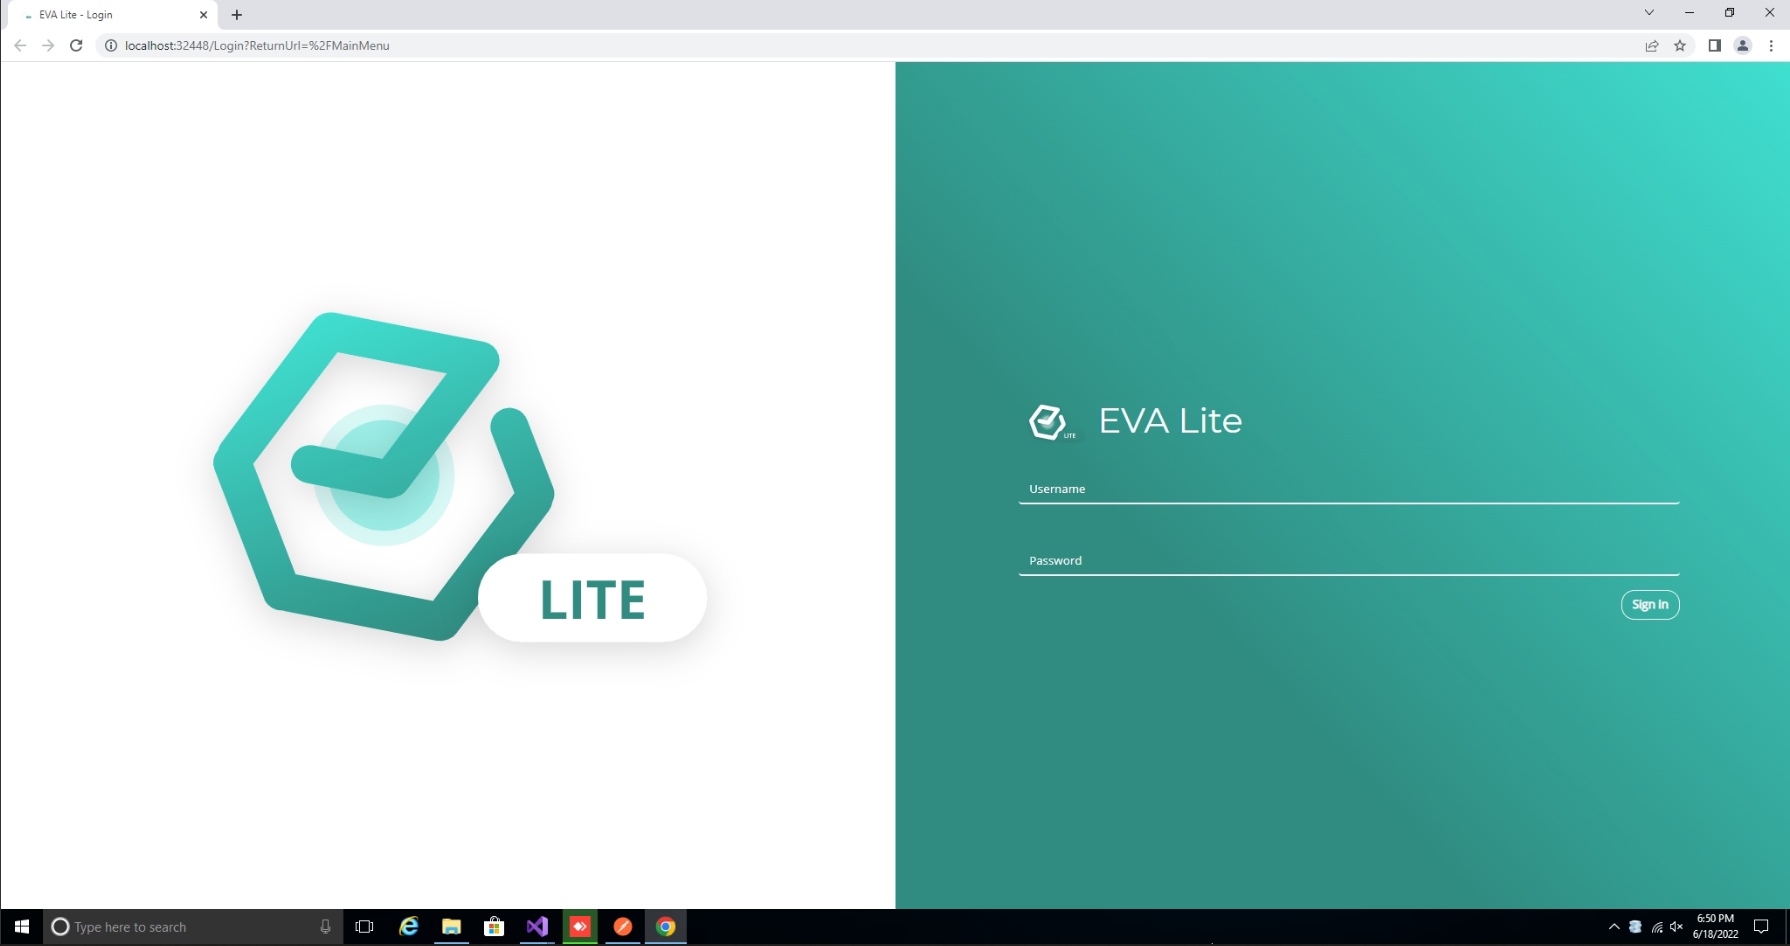 EVA Lite - Login
localhost:32448/Login?ReturnUrl=%2FMainMenu
LITE
LITE
EVA Lite
Username
Password
Sign in
Type here to search
6:50 PM
6/18/2022